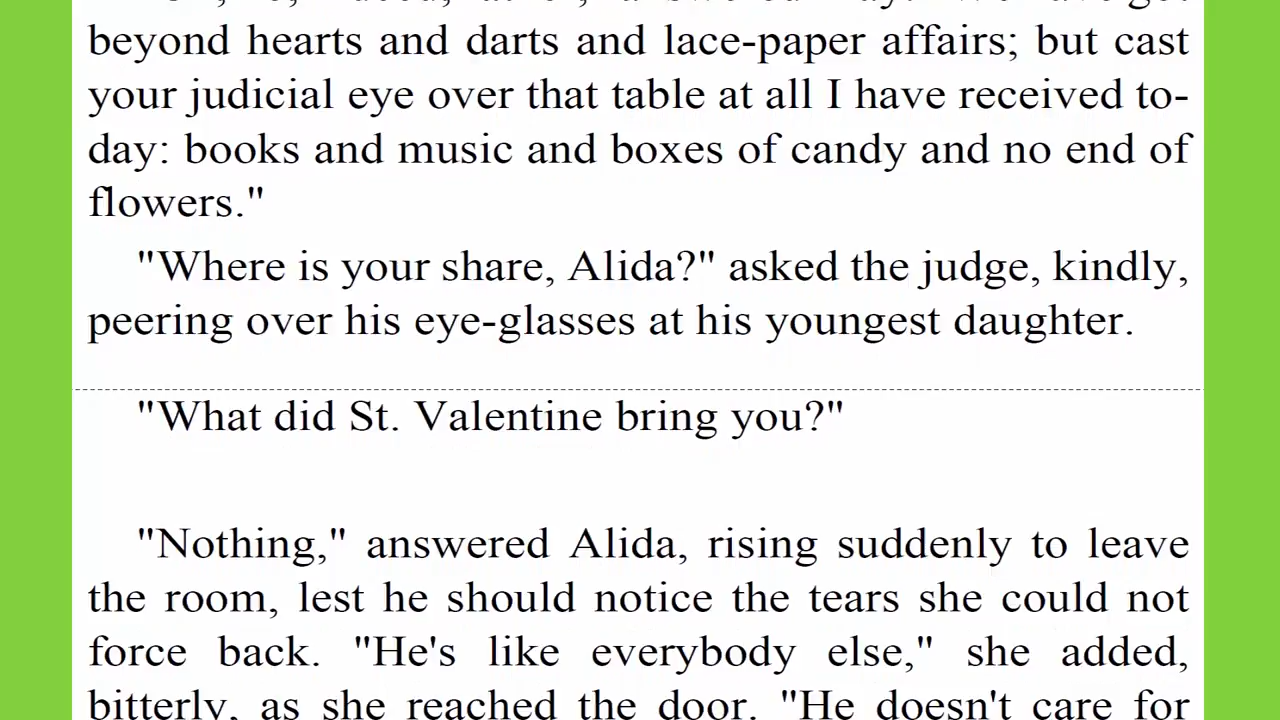 beyond hearts and darts and lace-paper affairs; but cast
your judicial eye over that table at all I have received to-
day: books and music and boxes of candy and no end of
flowers."
"Where is your share, Alida?" asked the judge, kindly,
peering over his eye-glasses at his youngest daughter.
"What did St. Valentine bring you?"
"Nothing," answered Alida, rising suddenly to leave
the room, lest he should notice the tears she could not
force back. "He's like everybody else," she added,
bitterly, as she reached the door. "He doesn't care for